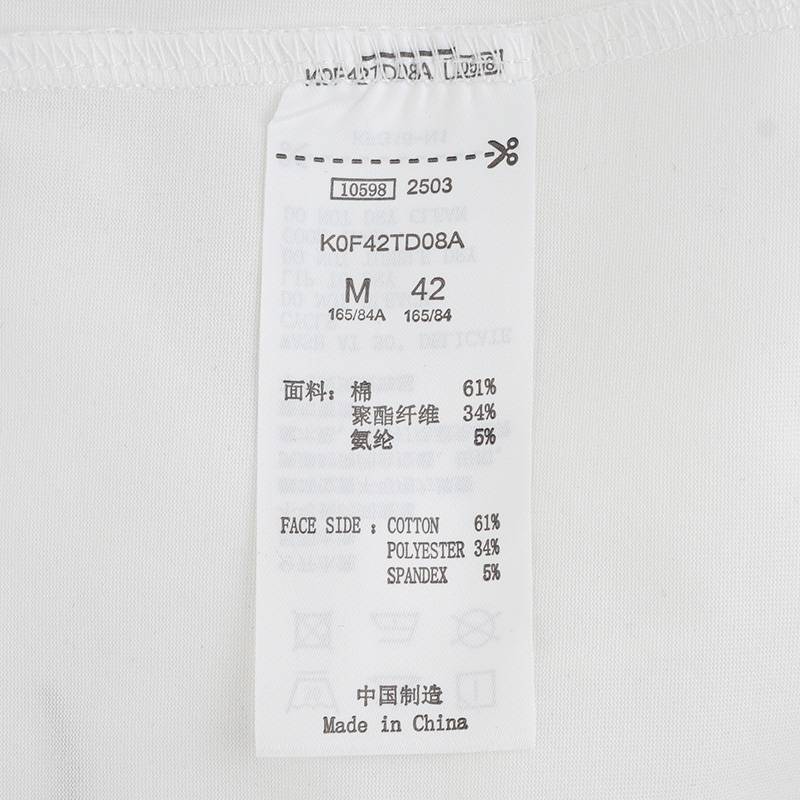 K0F42TD08A
10598 2503
K0F42TD08A
M 42
165/84A 165/84
面料：棉 61%
聚酯纤维 34%
氨纶 5%
FACE SIDE : COTTON 61%
POLYESTER 34%
SPANDEX 5%
中国制造
Made in China